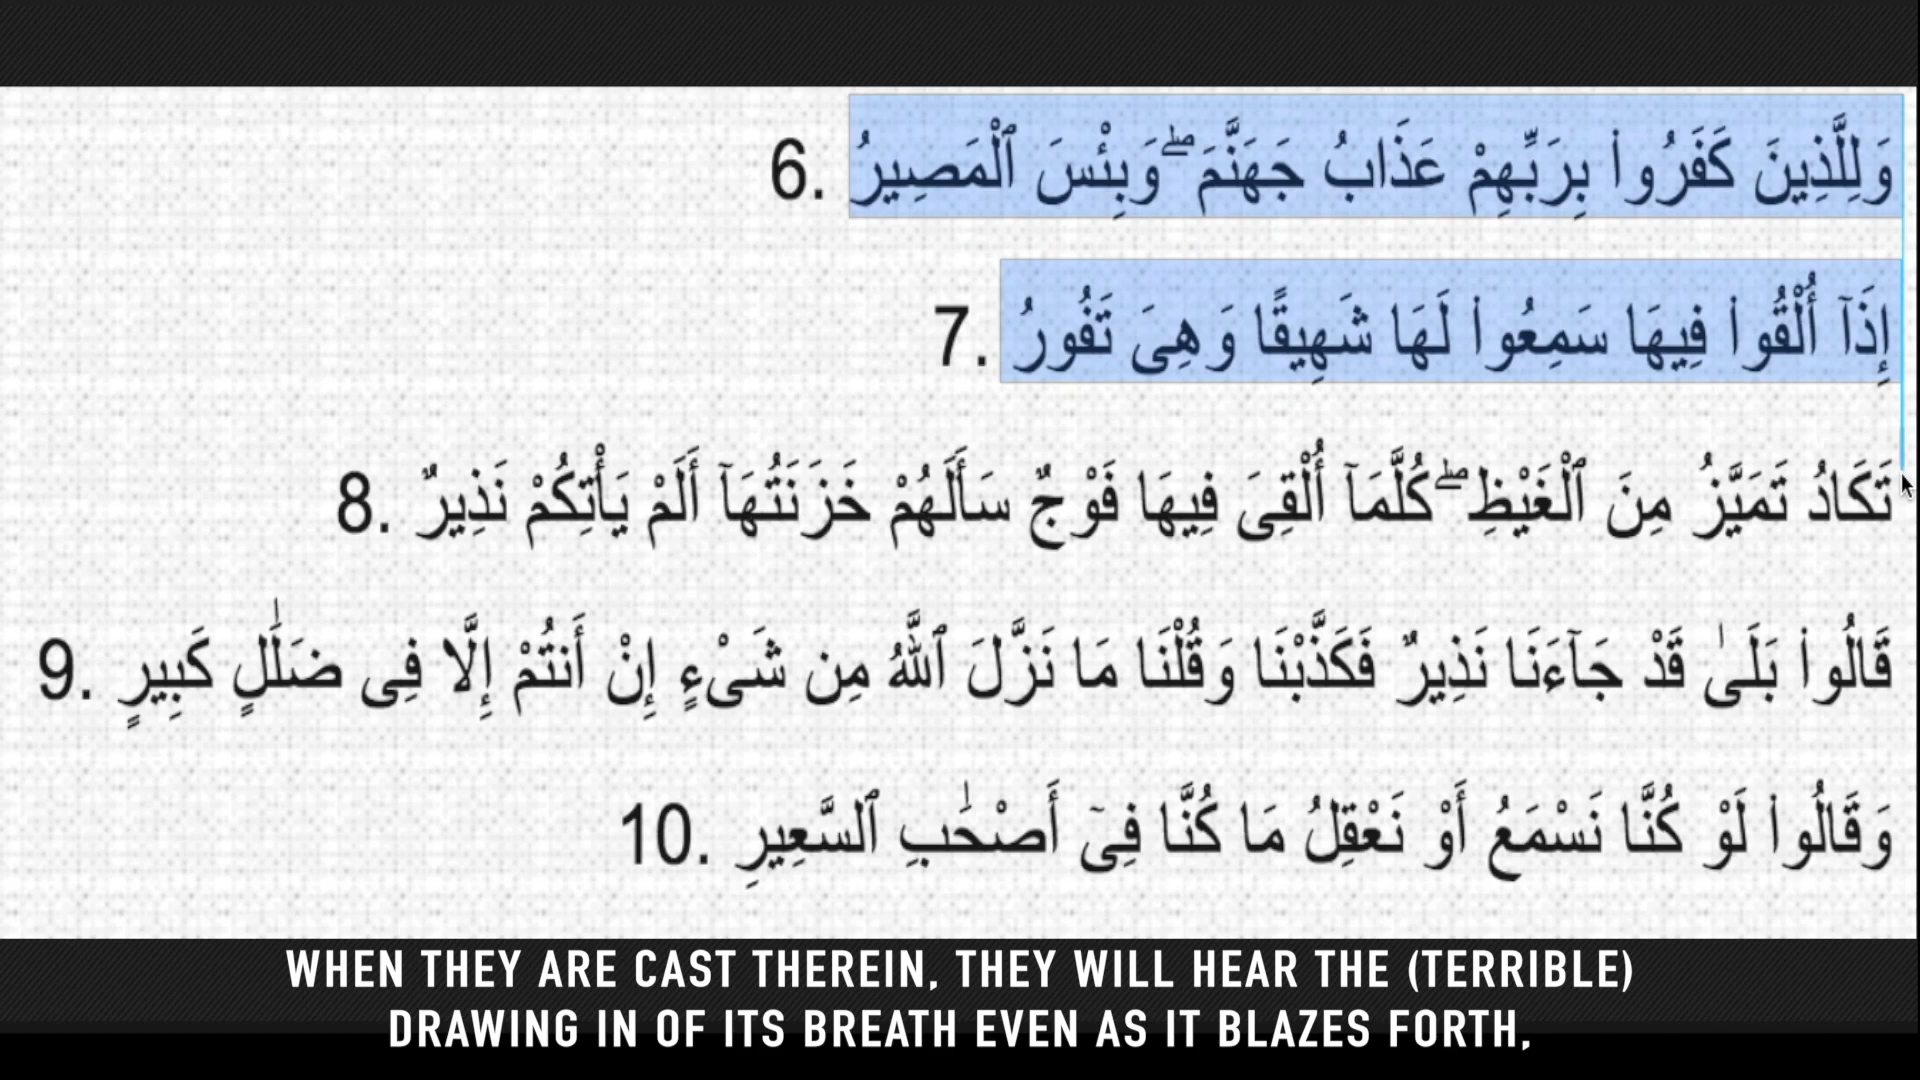 وَلِلَّذِينَ كَفَرُوا۟ بِرَبِّهِمْ عَذَابُ جَهَنَّمَ ۖ وَبِئْسَ ٱلْمَصِيرُ .6
إِذَآ أُلْقُوا۟ فِيهَا سَمِعُوا۟ لَهَا شَهِيقًا وَهِىَ تَفُورُ .7
تَكَادُ تَمَيَّزُ مِنَ ٱلْغَيْظِ ۖ كُلَّمَآ أُلْقِىَ فِيهَا فَوْجٌ سَأَلَهُمْ خَزَنَتُهَآ أَلَمْ يَأْتِكُمْ نَذِيرٌ .8
قَالُوا۟ بَلَىٰ قَدْ جَآءَنَا نَذِيرٌ فَكَذَّبْنَا وَقُلْنَا مَا نَزَّلَ ٱللَّهُ مِن شَىْءٍ إِنْ أَنتُمْ إِلَّا فِى ضَلَٰلٍ كَبِيرٍ .9
وَقَالُوا۟ لَوْ كُنَّا نَسْمَعُ أَوْ نَعْقِلُ مَا كُنَّا فِىٓ أَصْحَٰبِ ٱلسَّعِيرِ .10
WHEN THEY ARE CAST THEREIN, THEY WILL HEAR THE (TERRIBLE)
DRAWING IN OF ITS BREATH EVEN AS IT BLAZES FORTH,